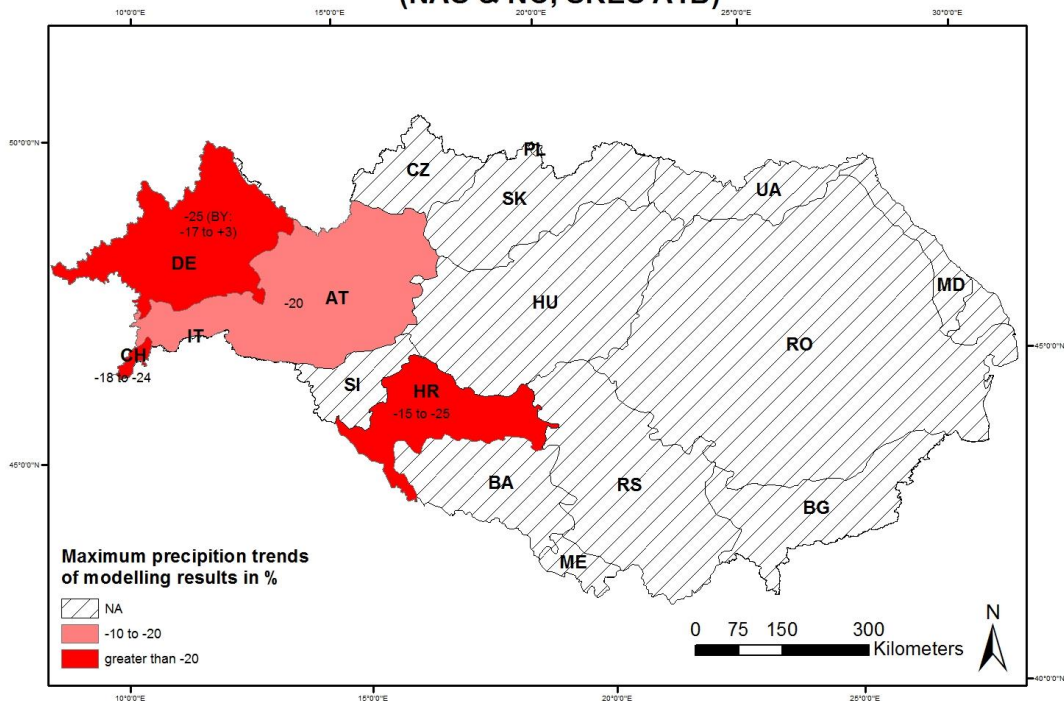 (NAS & NO, SRES A1B)
10°0'0"E 15°0'0"E 20°0'0"E 25°0'0"E 30°0'0"E
50°0'0"N
PL
CZ
UA
SK
-25 (BY:
-17 to +3)
DE
MD
AT
-20
HU
IT
RO
45°0'0"N
CH
-18 to -24
SI
HR
-15 to -25
45°0'0"N
BA
RS
BG
ME
Maximum precipition trends
of modelling results in %
NA
-10 to -20
greater than -20
0 75 150 300
Kilometers
N
40°0'0"N
10°0'0"E 15°0'0"E 20°0'0"E 25°0'0"E